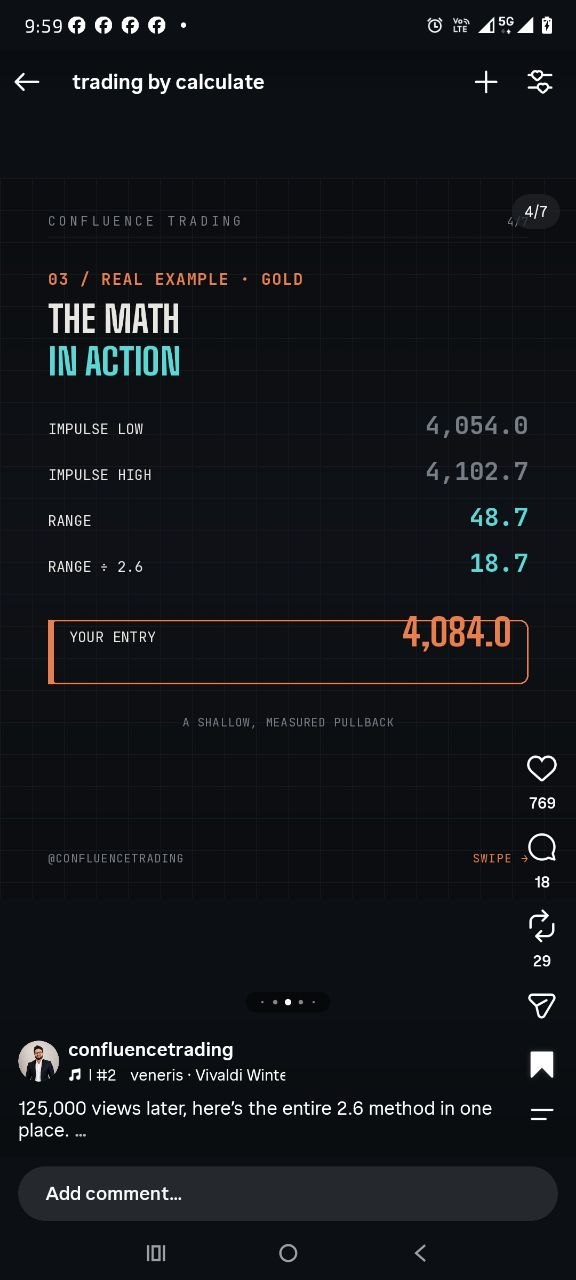 9:59
Vo)) LTE 5G
trading by calculate
4/7
CONFLUENCE TRADING
03 / REAL EXAMPLE · GOLD
THE MATH
IN ACTION
IMPULSE LOW 4,054.0
IMPULSE HIGH 4,102.7
RANGE 48.7
RANGE ÷ 2.6 18.7
YOUR ENTRY 4,084.0
A SHALLOW, MEASURED PULLBACK
769
@CONFLUENCETRADING SWIPE →
18
29
confluencetrading
l #2 veneris · Vivaldi Winte
125,000 views later, here's the entire 2.6 method in one
place. ...
Add comment...